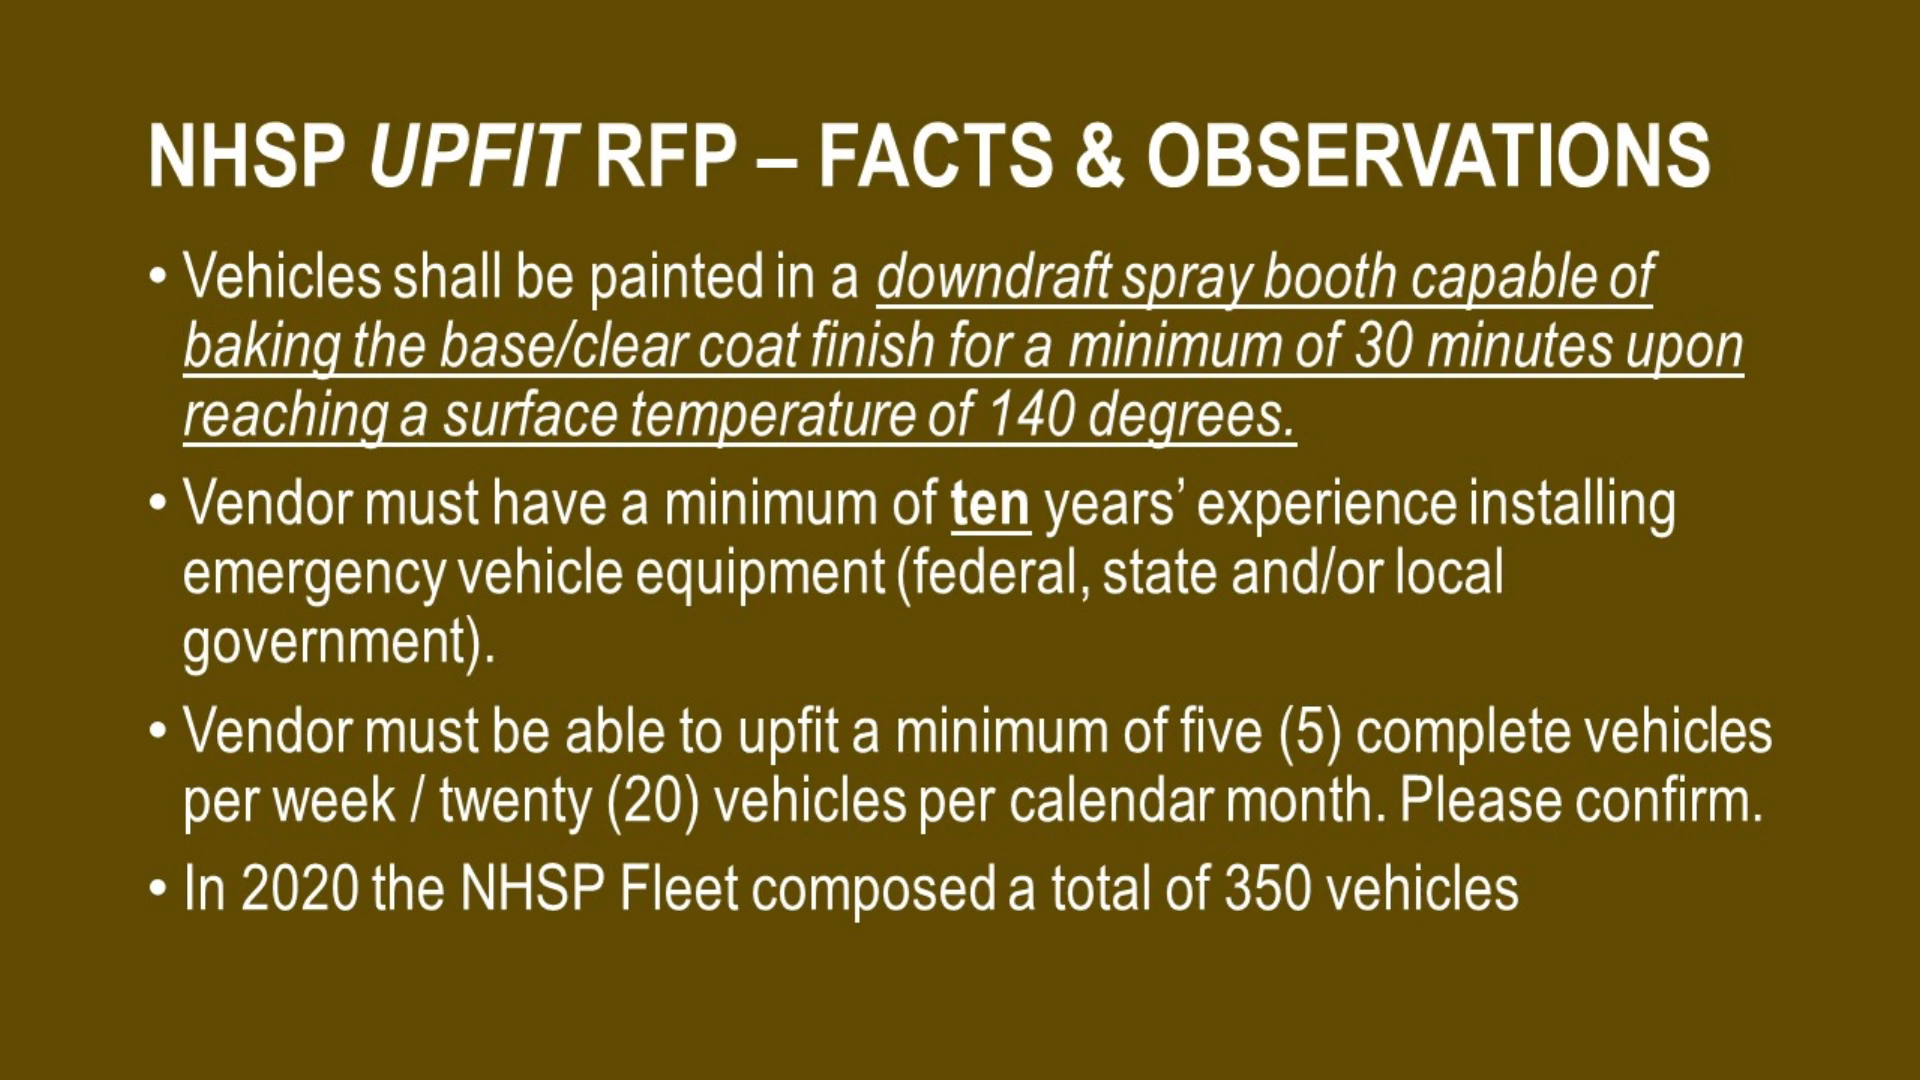 NHSP UPFIT RFP – FACTS & OBSERVATIONS
• Vehicles shall be painted in a downdraft spray booth capable of
baking the base/clear coat finish for a minimum of 30 minutes upon
reaching a surface temperature of 140 degrees.
• Vendor must have a minimum of ten years’ experience installing
emergency vehicle equipment (federal, state and/or local
government).
• Vendor must be able to upfit a minimum of five (5) complete vehicles
per week / twenty (20) vehicles per calendar month. Please confirm.
• In 2020 the NHSP Fleet composed a total of 350 vehicles